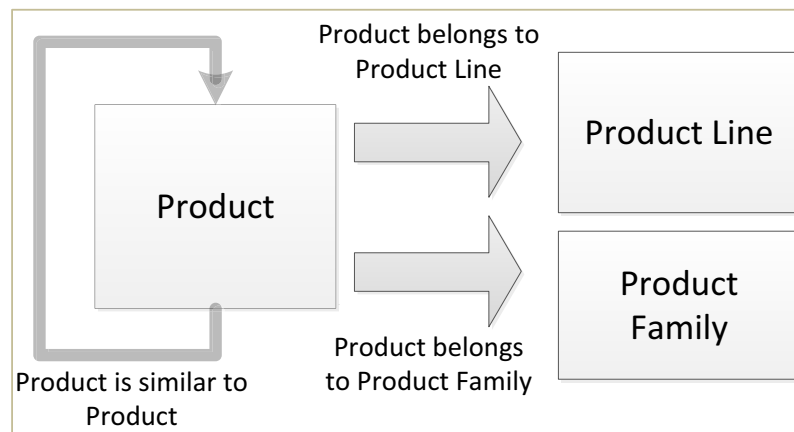 Product belongs to
Product Line
Product Line
Product
Product
Family
Product belongs
to Product Family
Product is similar to
Product